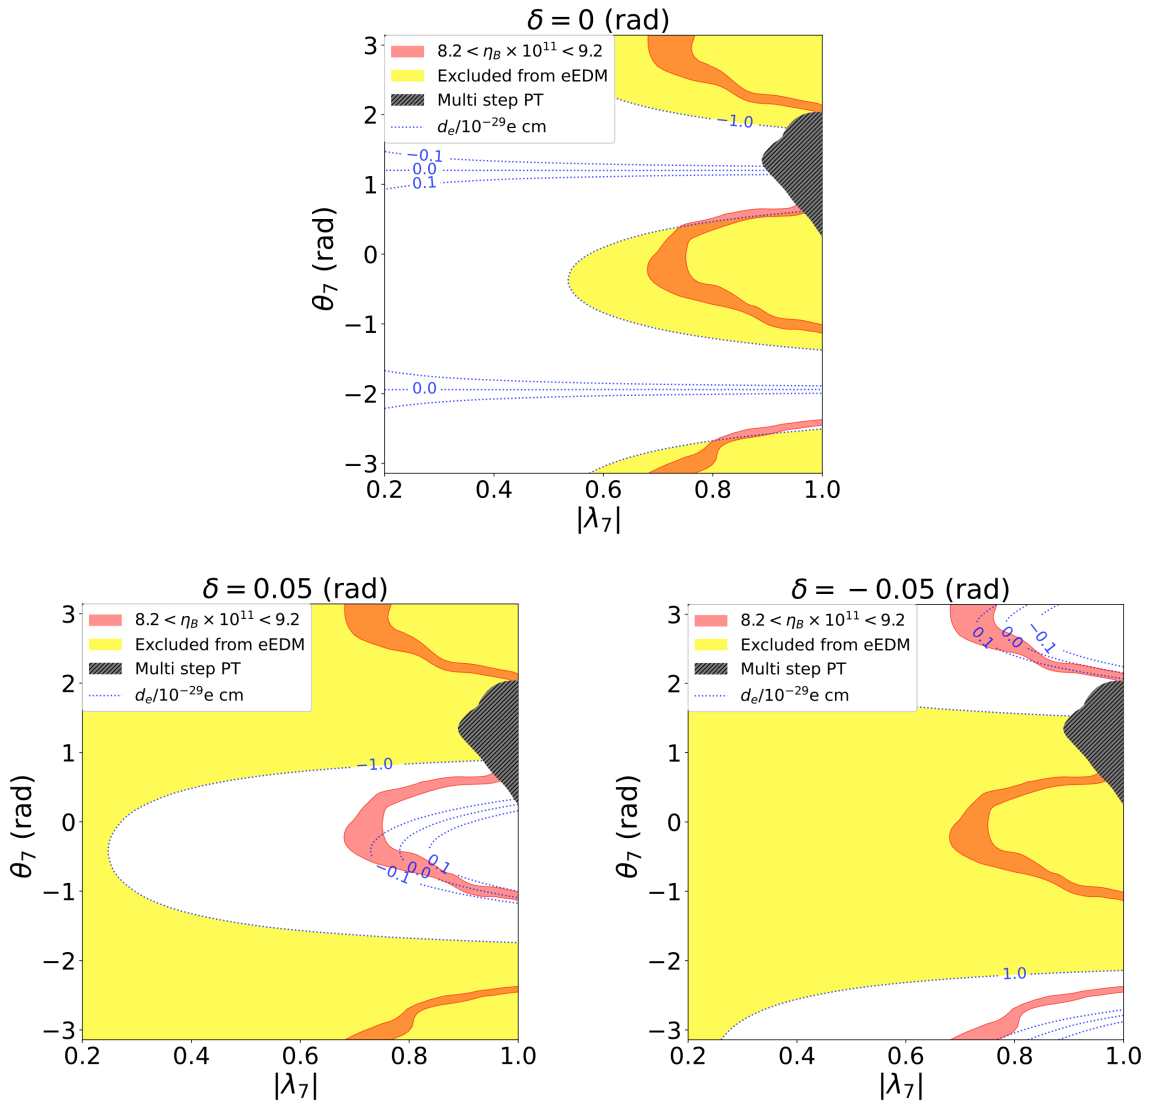 δ = 0 (rad)
8.2 < η_B × 10^11 < 9.2
Excluded from eEDM
Multi step PT
d_e/10^−29 e cm
−1.0
−0.1
0.0
0.1
0.0
3
2
1
0
−1
−2
−3
θ_7 (rad)
0.2 0.4 0.6 0.8 1.0
|λ_7|
δ = 0.05 (rad)
8.2 < η_B × 10^11 < 9.2
Excluded from eEDM
Multi step PT
d_e/10^−29 e cm
−1.0
0.1
0.0
−0.1
3
2
1
0
−1
−2
−3
θ_7 (rad)
0.2 0.4 0.6 0.8 1.0
|λ_7|
δ = −0.05 (rad)
8.2 < η_B × 10^11 < 9.2
Excluded from eEDM
Multi step PT
d_e/10^−29 e cm
0.1
0.0
−0.1
1.0
3
2
1
0
−1
−2
−3
θ_7 (rad)
0.2 0.4 0.6 0.8 1.0
|λ_7|